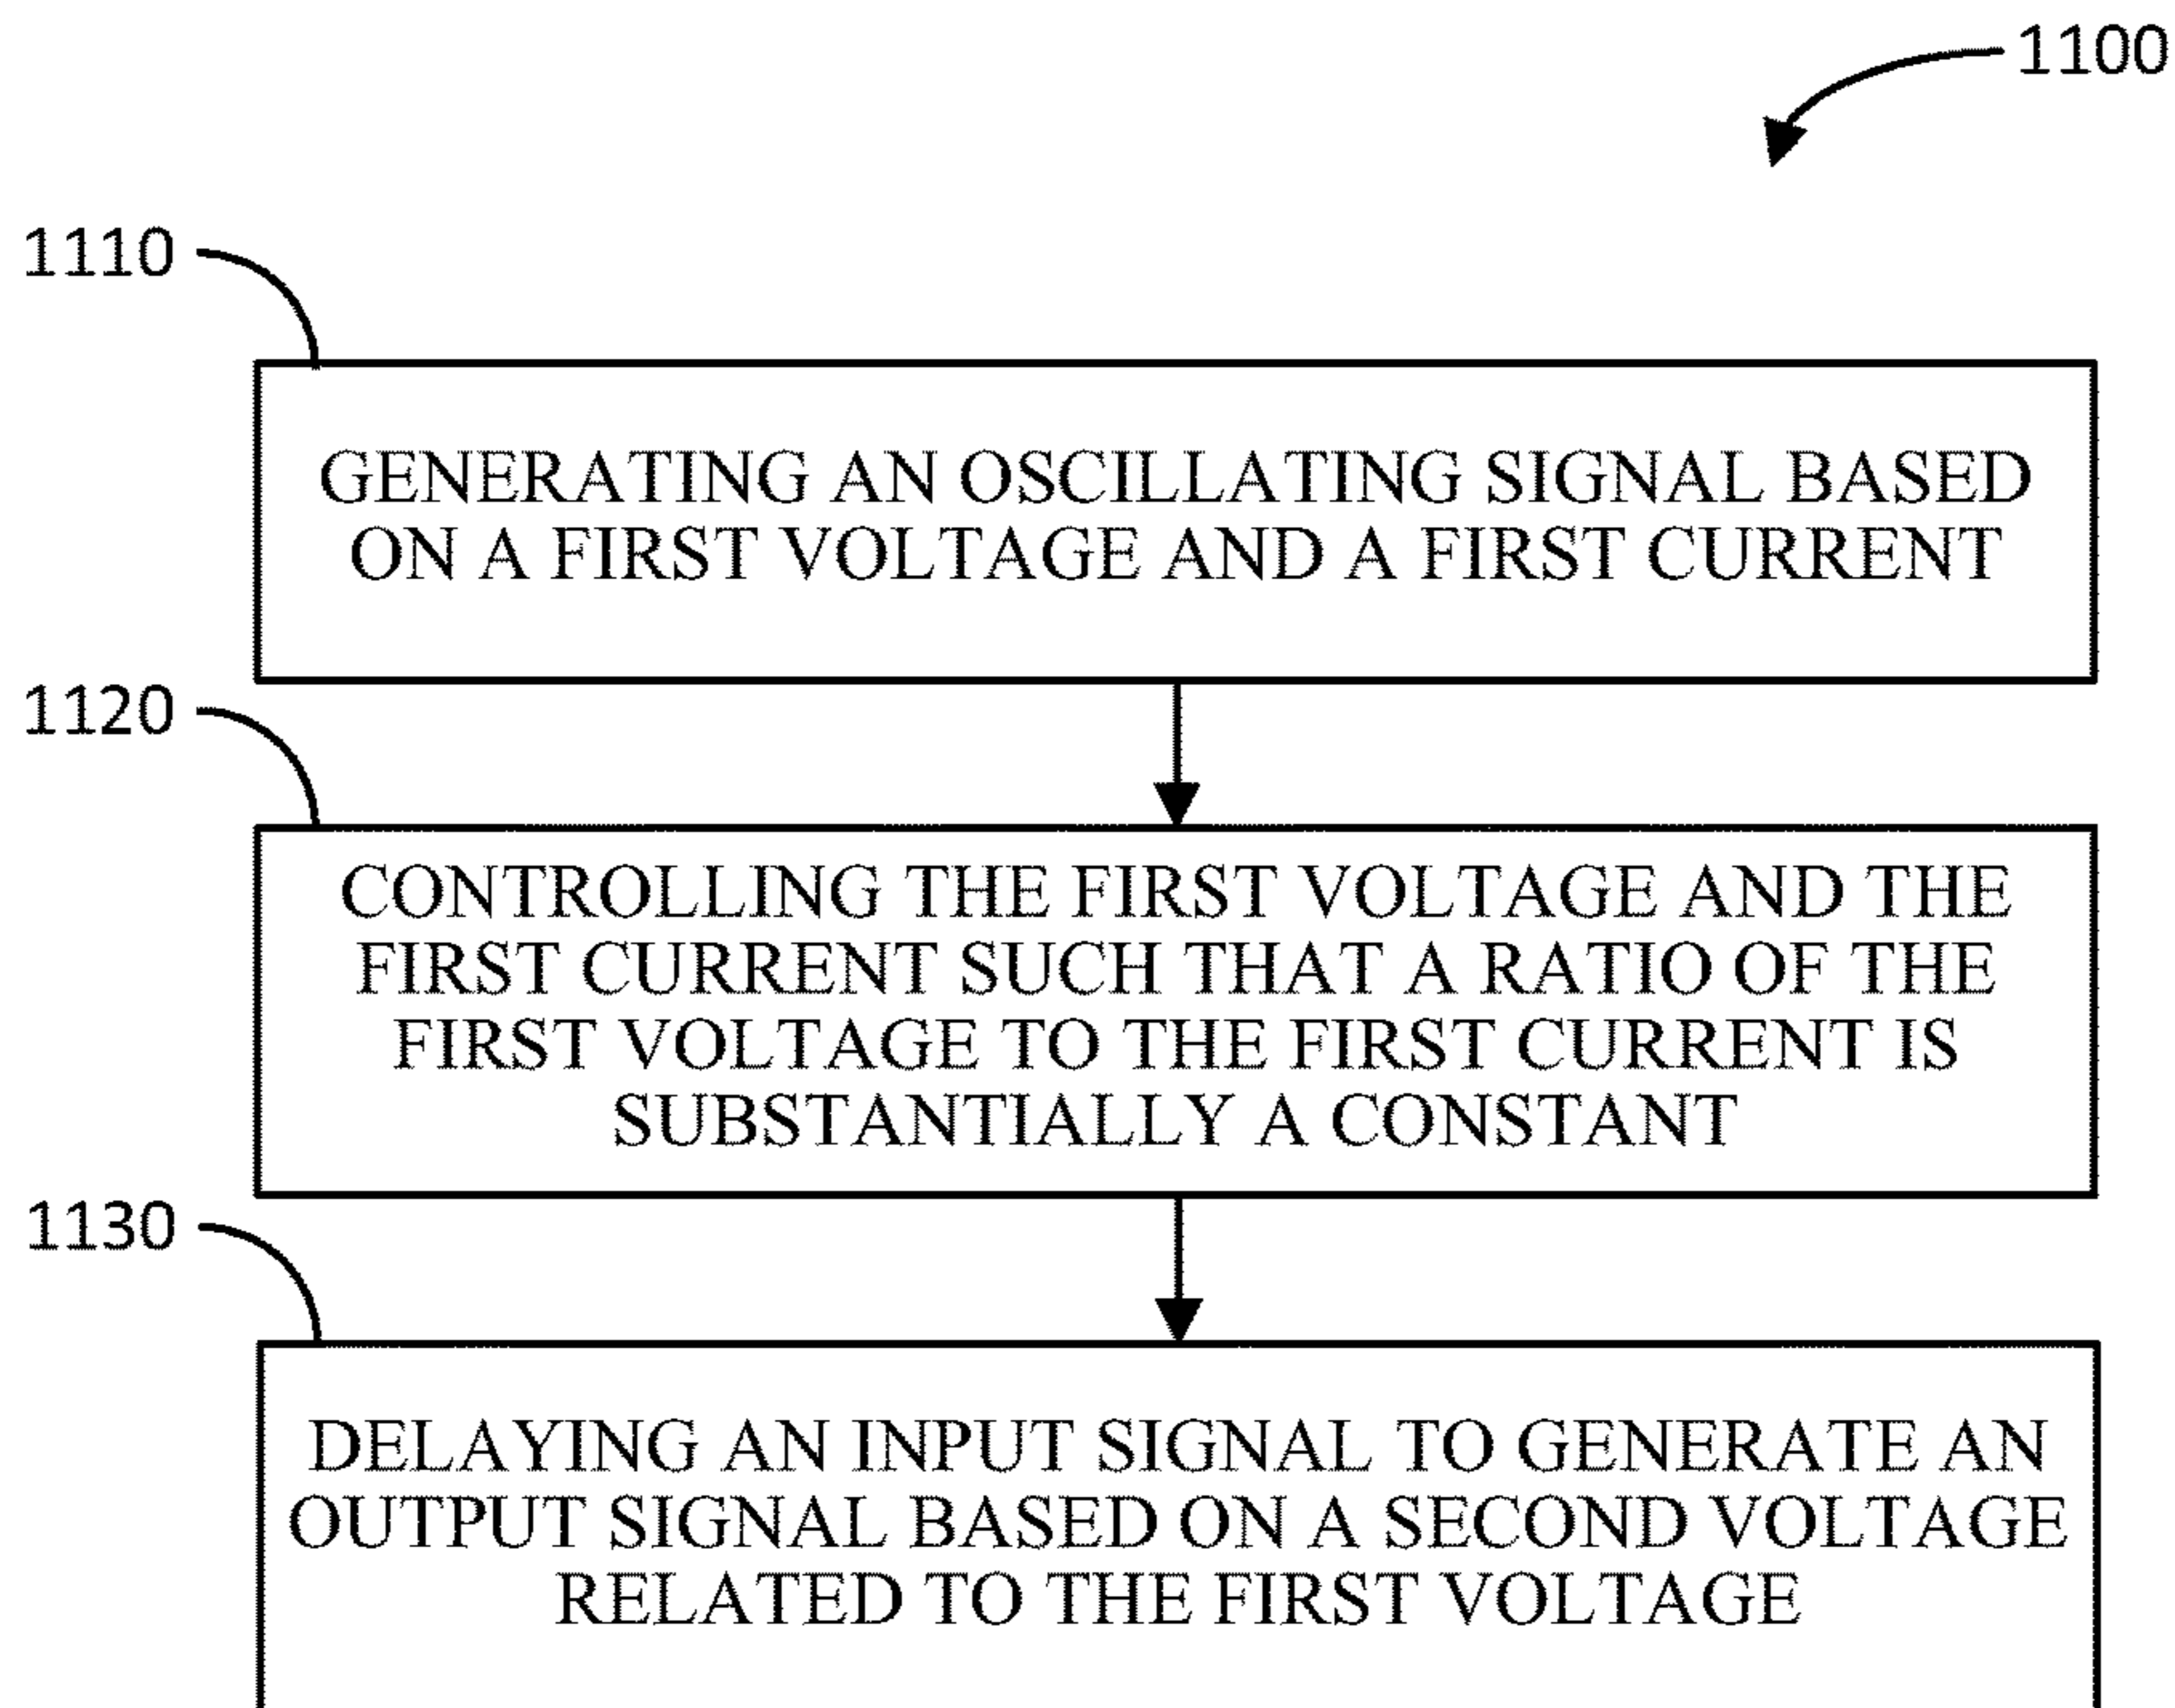 1100
1110
GENERATING AN OSCILLATING SIGNAL BASED
ON A FIRST VOLTAGE AND A FIRST CURRENT
1120
CONTROLLING THE FIRST VOLTAGE AND THE
FIRST CURRENT SUCH THAT A RATIO OF THE
FIRST VOLTAGE TO THE FIRST CURRENT IS
SUBSTANTIALLY A CONSTANT
1130
DELAYING AN INPUT SIGNAL TO GENERATE AN
OUTPUT SIGNAL BASED ON A SECOND VOLTAGE
RELATED TO THE FIRST VOLTAGE